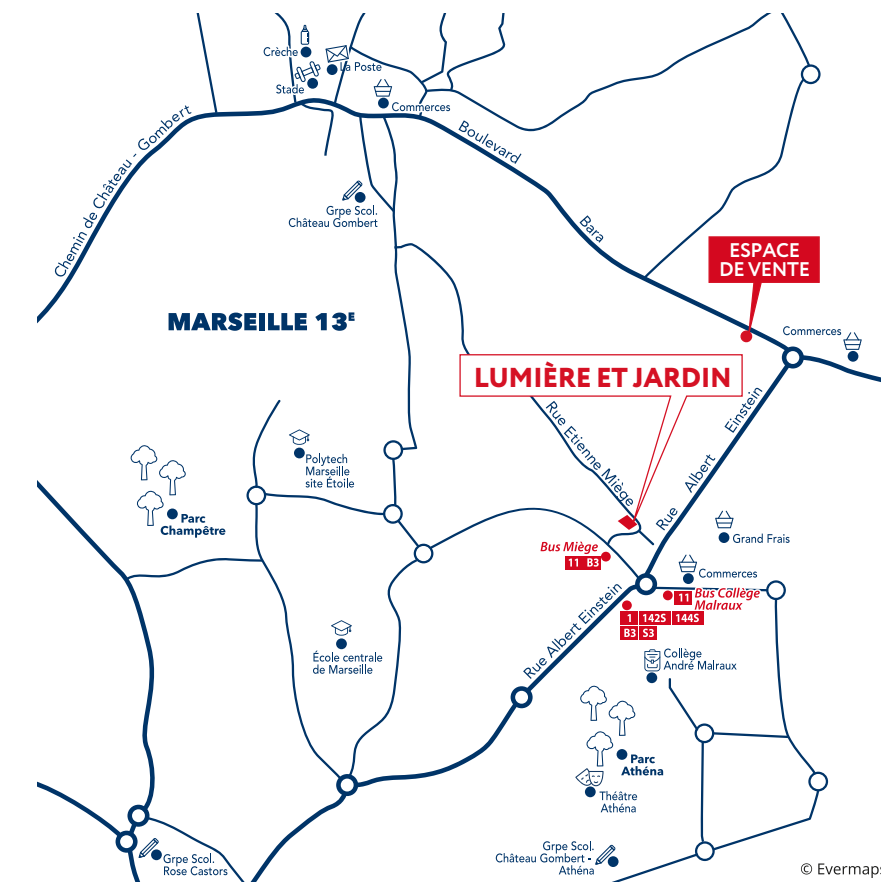 Crèche
La Poste
Stade
Commerces
Chemin de Château - Gombert
Boulevard
Bara
Grpe Scol.
Château Gombert
ESPACE
DE VENTE
MARSEILLE 13E
Commerces
LUMIÈRE ET JARDIN
Rue Etienne Miège
Rue Albert Einstein
Polytech
Marseille
site Étoile
Parc
Champêtre
Grand Frais
Bus Miège
11 B3
Commerces
11 Bus Collège
Malraux
1 142S 144S
B3 S3
Rue Albert Einstein
École centrale
de Marseille
Collège
André Malraux
Parc
Athéna
Théâtre
Athéna
Grpe Scol.
Rose Castors
Grpe Scol.
Château Gombert -
Athéna
© Evermaps